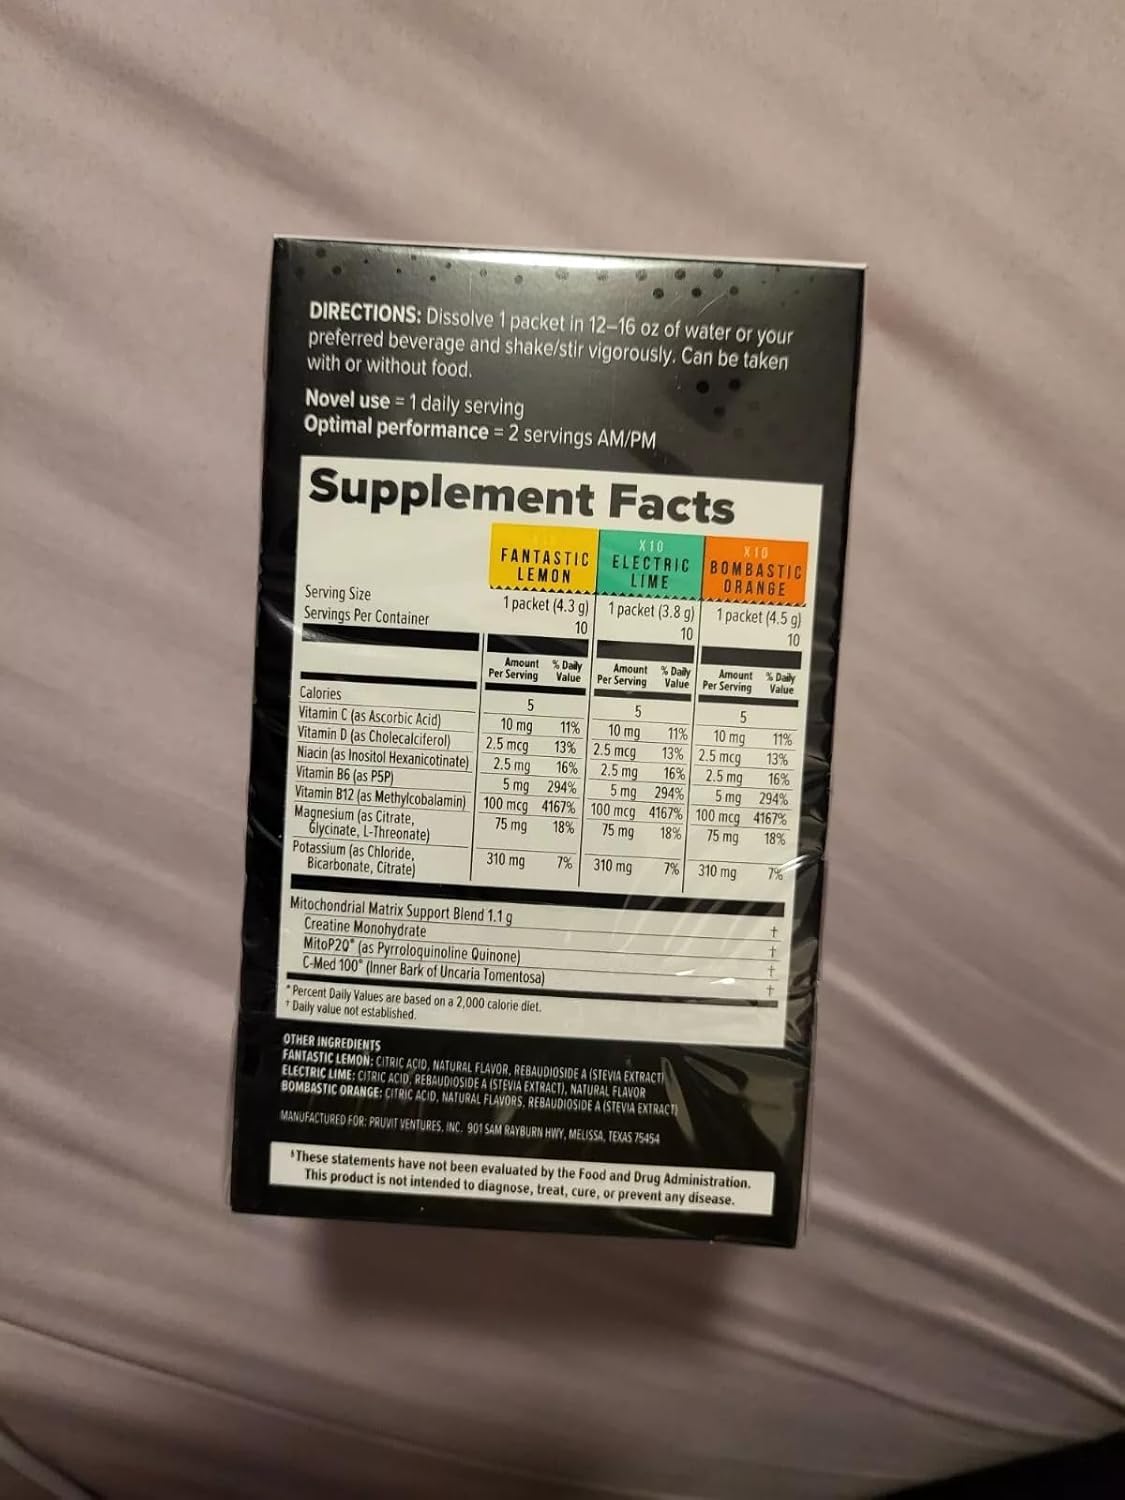 DIRECTIONS: Dissolve 1 packet in 12–16 oz of water or your
preferred beverage and shake/stir vigorously. Can be taken
with or without food.
Novel use = 1 daily serving
Optimal performance = 2 servings AM/PM
Supplement Facts
FANTASTIC LEMON
X10 ELECTRIC LIME
X10 BOMBASTIC ORANGE
Serving Size 1 packet (4.3 g) 1 packet (3.8 g) 1 packet (4.5 g)
Servings Per Container 10 10 10
Amount Per Serving % Daily Value Amount Per Serving % Daily Value Amount Per Serving % Daily Value
Calories 5 5 5
Vitamin C (as Ascorbic Acid) 10 mg 11% 10 mg 11% 10 mg 11%
Vitamin D (as Cholecalciferol) 2.5 mcg 13% 2.5 mcg 13% 2.5 mcg 13%
Niacin (as Inositol Hexanicotinate) 2.5 mg 16% 2.5 mg 16% 2.5 mg 16%
Vitamin B6 (as P5P) 5 mg 294% 5 mg 294% 5 mg 294%
Vitamin B12 (as Methylcobalamin) 100 mcg 4167% 100 mcg 4167% 100 mcg 4167%
Magnesium (as Citrate,
Glycinate, L-Threonate) 75 mg 18% 75 mg 18% 75 mg 18%
Potassium (as Chloride,
Bicarbonate, Citrate) 310 mg 7% 310 mg 7% 310 mg 7%
Mitochondrial Matrix Support Blend 1.1 g †
Creatine Monohydrate †
MitoP2Q® (as Pyrroloquinoline Quinone) †
C-Med 100® (Inner Bark of Uncaria Tomentosa) †
*Percent Daily Values are based on a 2,000 calorie diet.
† Daily value not established.
OTHER INGREDIENTS
FANTASTIC LEMON: CITRIC ACID, NATURAL FLAVOR, REBAUDIOSIDE A (STEVIA EXTRACT)
ELECTRIC LIME: CITRIC ACID, REBAUDIOSIDE A (STEVIA EXTRACT), NATURAL FLAVOR
BOMBASTIC ORANGE: CITRIC ACID, NATURAL FLAVORS, REBAUDIOSIDE A (STEVIA EXTRACT)
MANUFACTURED FOR: PRUVIT VENTURES, INC. 901 SAM RAYBURN HWY, MELISSA, TEXAS 75454
§These statements have not been evaluated by the Food and Drug Administration.
This product is not intended to diagnose, treat, cure, or prevent any disease.